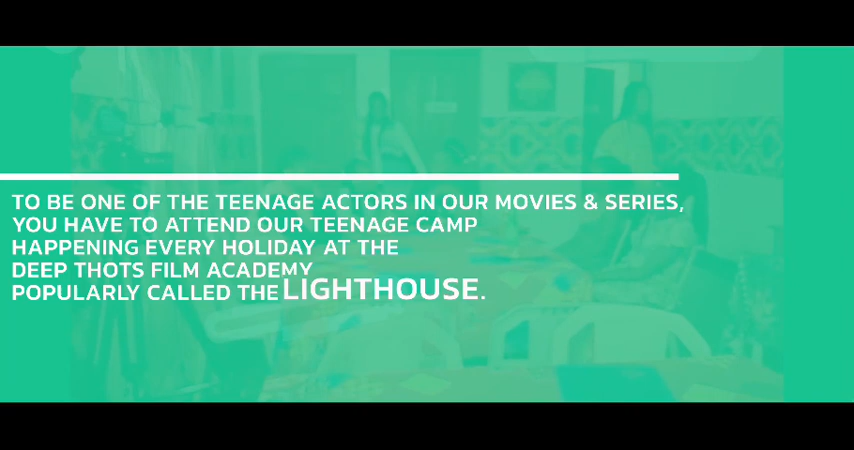 TO BE ONE OF THE TEENAGE ACTORS IN OUR MOVIES & SERIES,
YOU HAVE TO ATTEND OUR TEENAGE CAMP
HAPPENING EVERY HOLIDAY AT THE
DEEP THOTS FILM ACADEMY
POPULARLY CALLED THE LIGHTHOUSE.